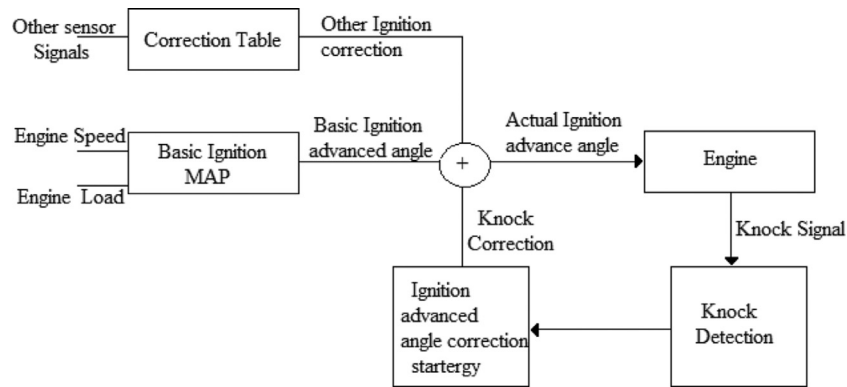 Other sensor
Signals
Correction Table
Other Ignition
correction
Engine Speed
Engine Load
Basic Ignition
MAP
Basic Ignition
advanced angle
+
Actual Ignition
advance angle
Engine
Knock Signal
Knock
Correction
Ignition
advanced
angle correction
startergy
Knock
Detection